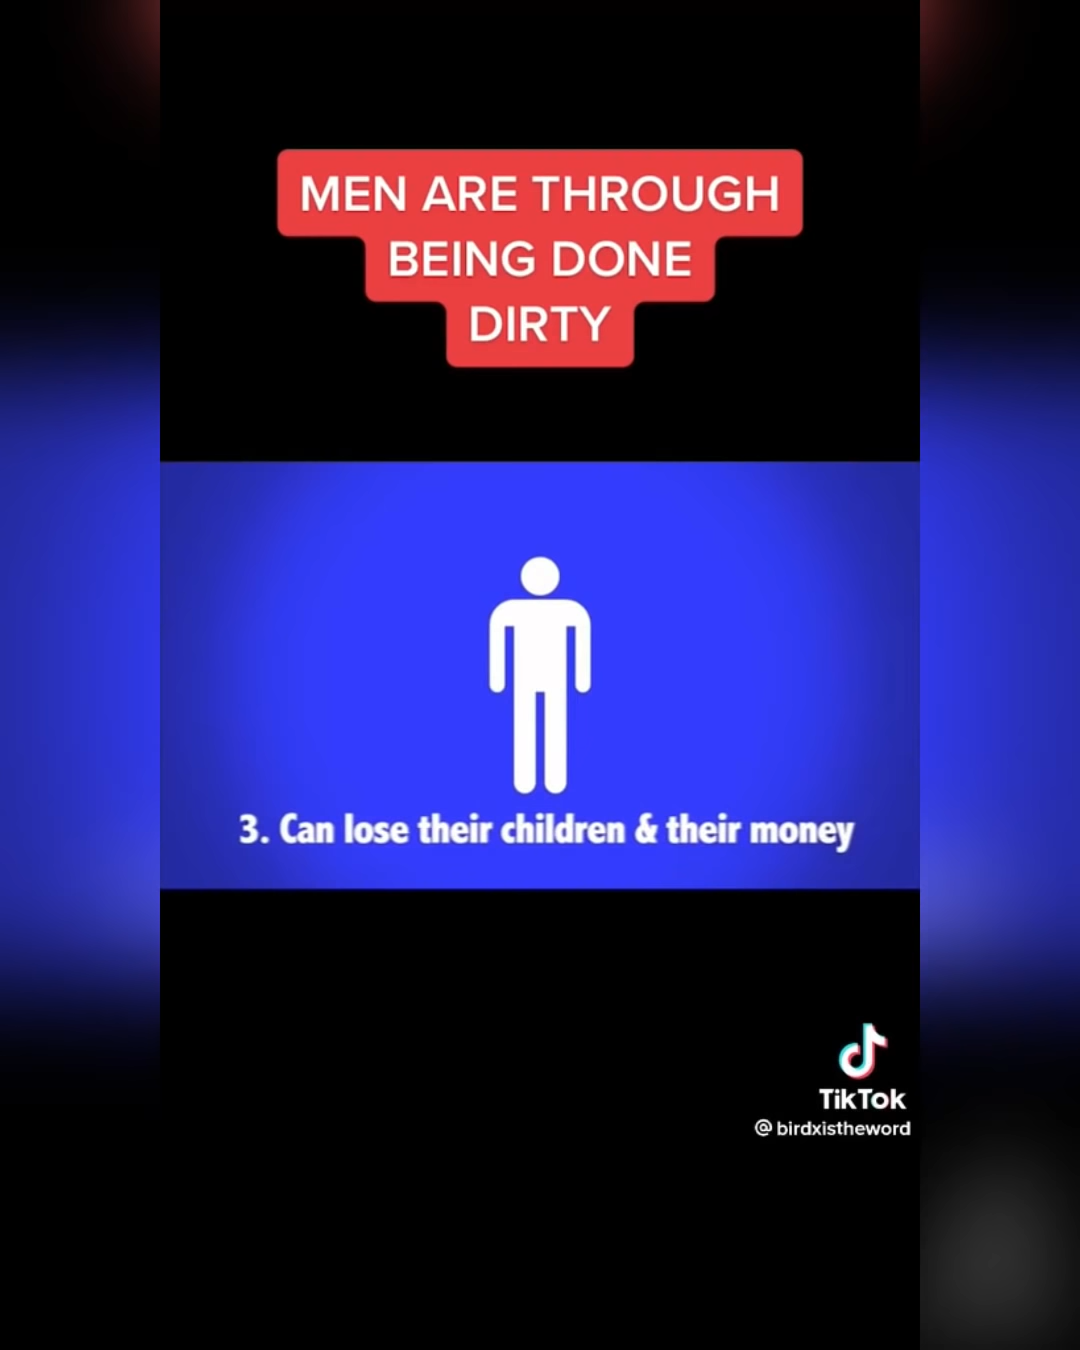 MEN ARE THROUGH
BEING DONE
DIRTY
3. Can lose their children & their money
TikTok
@birdxistheword